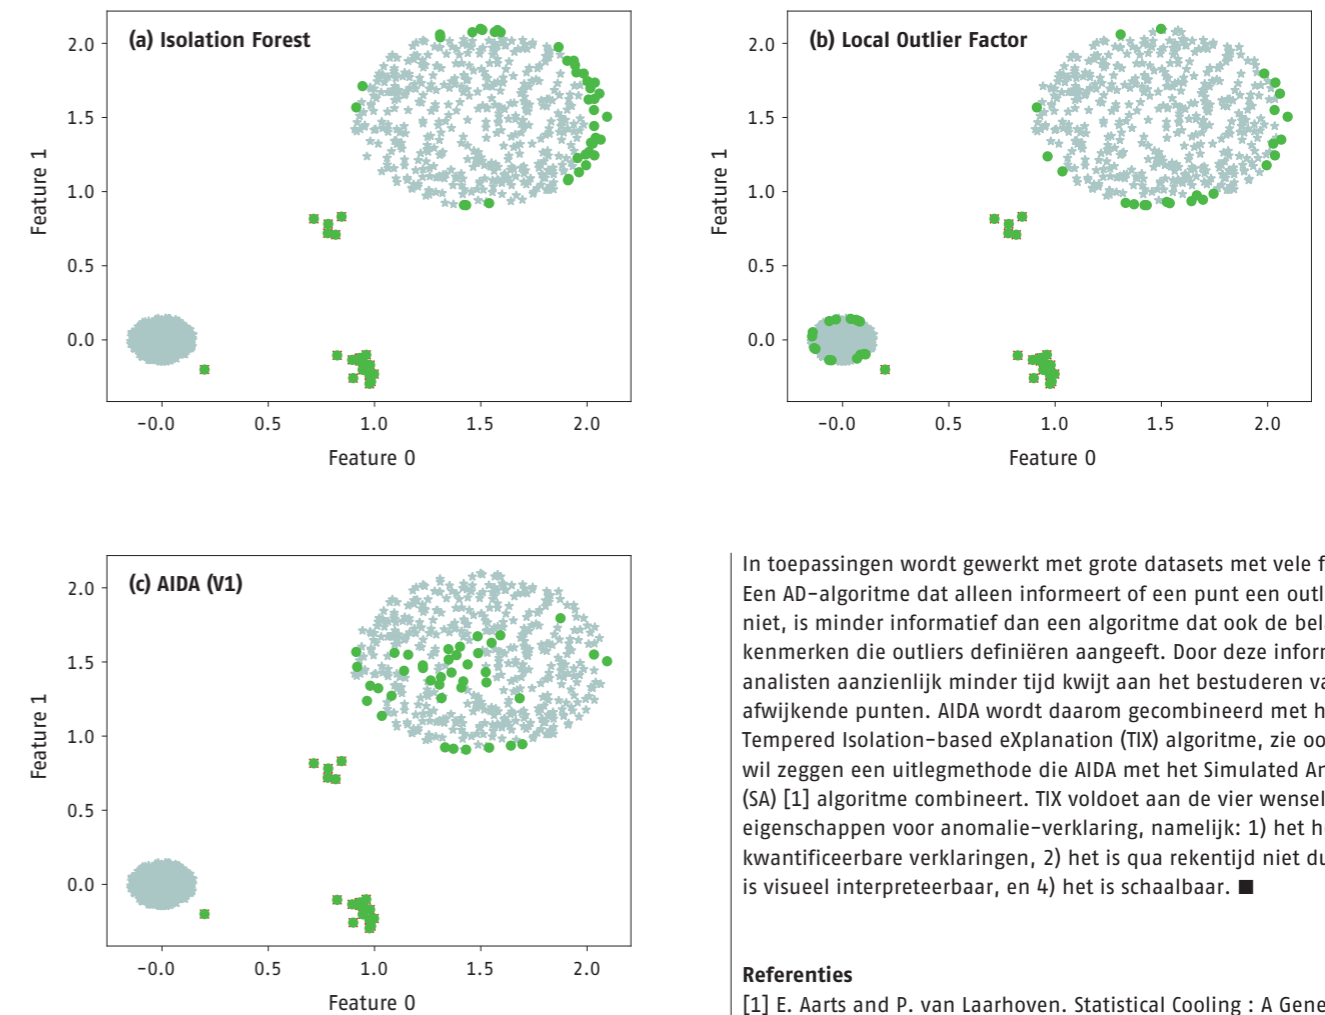 (a) Isolation Forest
2.0
1.5
1.0
0.5
0.0
Feature 1
-0.0 0.5 1.0 1.5 2.0
Feature 0
(b) Local Outlier Factor
2.0
1.5
1.0
0.5
0.0
Feature 1
-0.0 0.5 1.0 1.5 2.0
Feature 0
(c) AIDA (V1)
2.0
1.5
1.0
0.5
0.0
Feature 1
-0.0 0.5 1.0 1.5 2.0
Feature 0
In toepassingen wordt gewerkt met grote datasets met vele
Een AD-algoritme dat alleen informeert of een punt een
niet, is minder informatief dan een algoritme dat ook de
kenmerken die outliers definiëren aangeeft. Door deze
analisten aanzienlijk minder tijd kwijt aan het bestuderen
afwijkende punten. AIDA wordt daarom gecombineerd met
Tempered Isolation-based eXplanation (TIX) algoritme, zie
wil zeggen een uitlegmethode die AIDA met het Simulated
(SA) [1] algoritme combineert. TIX voldoet aan de vier
eigenschappen voor anomalie-verklaring, namelijk: 1) het
kwantificeerbare verklaringen, 2) het is qua rekentijd niet
is visueel interpreteerbaar, en 4) het is schaalbaar. ■
Referenties
[1] E. Aarts and P. van Laarhoven. Statistical Cooling : A